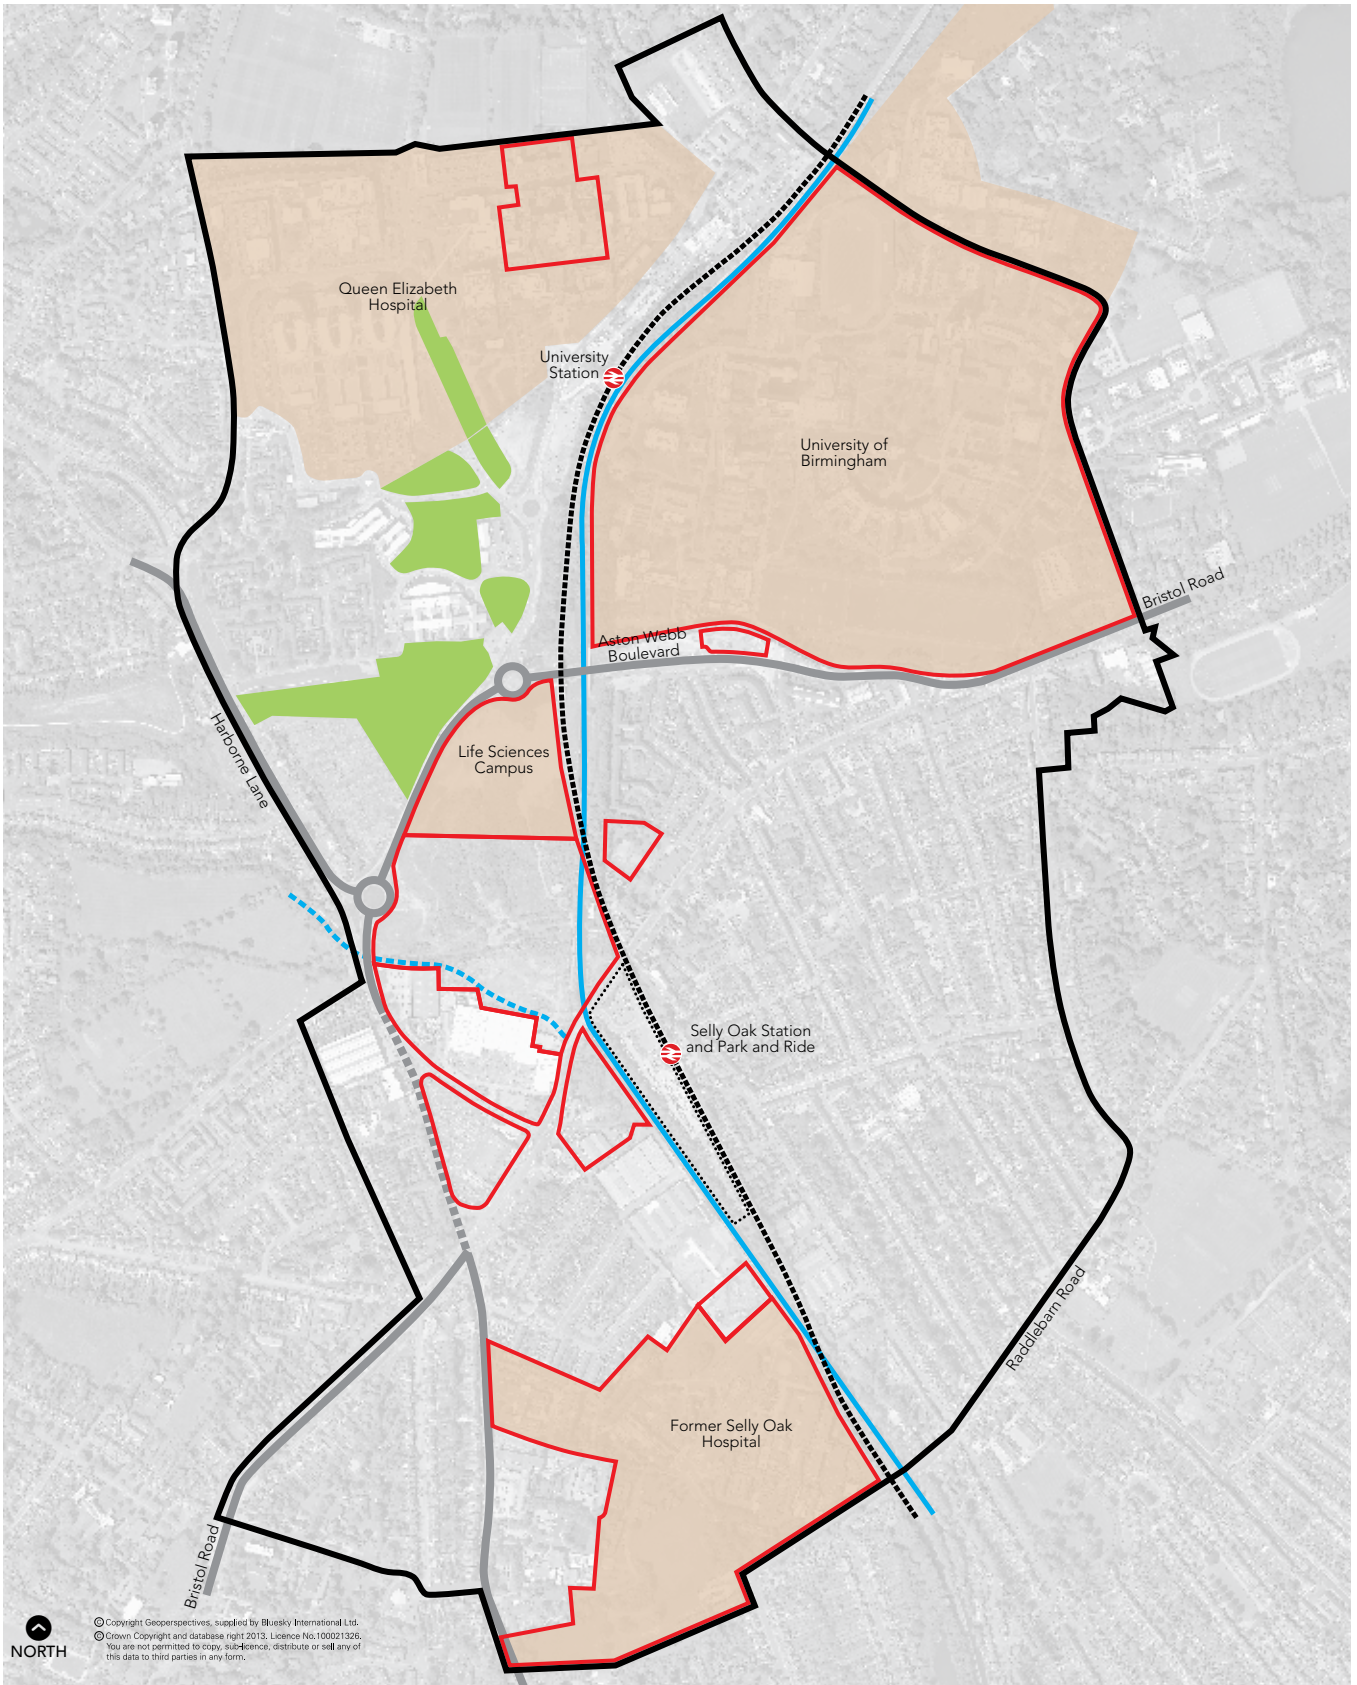 Queen Elizabeth
Hospital
University
Station
University of
Birmingham
Bristol Road
Aston Webb
Boulevard
Harborne Lane
Life Sciences
Campus
Selly Oak Station
and Park and Ride
Raddlebarn Road
Former Selly Oak
Hospital
Bristol Road
NORTH
© Copyright Geoperspectives, supplied by Bluesky International Ltd.
© Crown Copyright and database right 2013. Licence No.100021326.
You are not permitted to copy, sub-licence, distribute or sell any of
this data to third parties in any form.